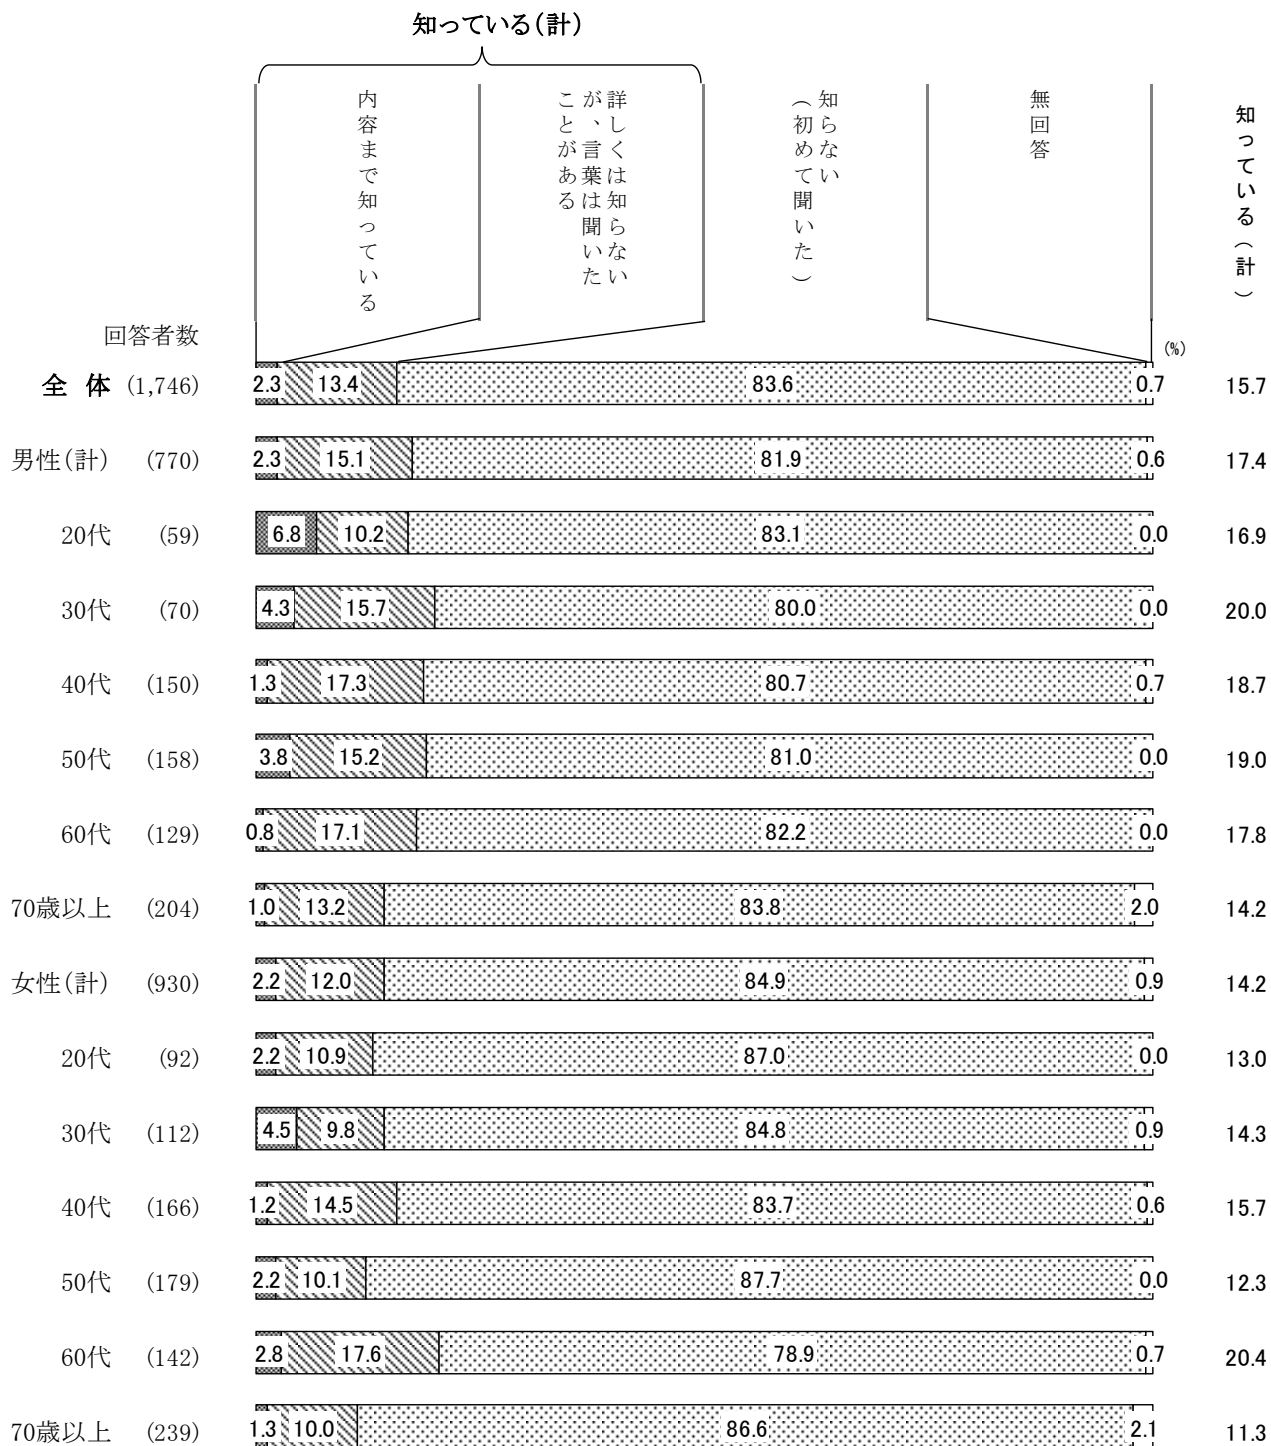 知っている（計）
内容まで知っている
詳しくは知らない
が、言葉は聞いた
ことがある
知らない
（初めて聞いた）
無回答
知っている（計）
回答者数
(%)
全 体 (1,746) 2.3 13.4 83.6 0.7 15.7
男性（計） (770) 2.3 15.1 81.9 0.6 17.4
20代 (59) 6.8 10.2 83.1 0.0 16.9
30代 (70) 4.3 15.7 80.0 0.0 20.0
40代 (150) 1.3 17.3 80.7 0.7 18.7
50代 (158) 3.8 15.2 81.0 0.0 19.0
60代 (129) 0.8 17.1 82.2 0.0 17.8
70歳以上 (204) 1.0 13.2 83.8 2.0 14.2
女性（計） (930) 2.2 12.0 84.9 0.9 14.2
20代 (92) 2.2 10.9 87.0 0.0 13.0
30代 (112) 4.5 9.8 84.8 0.9 14.3
40代 (166) 1.2 14.5 83.7 0.6 15.7
50代 (179) 2.2 10.1 87.7 0.0 12.3
60代 (142) 2.8 17.6 78.9 0.7 20.4
70歳以上 (239) 1.3 10.0 86.6 2.1 11.3